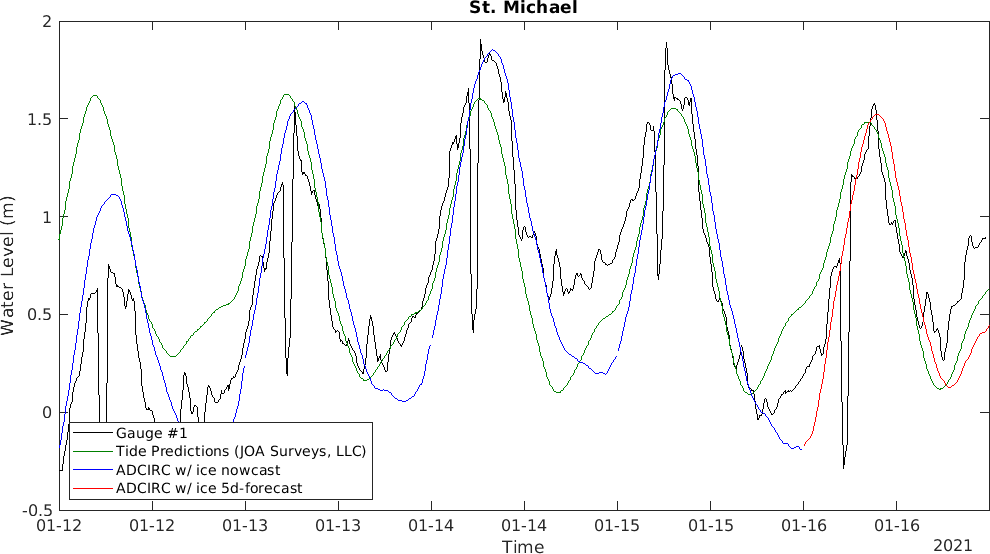 St. Michael
2
1.5
1
0.5
0
-0.5
Water Level (m)
Gauge #1
Tide Predictions (JOA Surveys, LLC)
ADCIRC w/ ice nowcast
ADCIRC w/ ice 5d-forecast
01-12 01-12 01-13 01-13 01-14 01-14 01-15 01-15 01-16 01-16
Time
2021